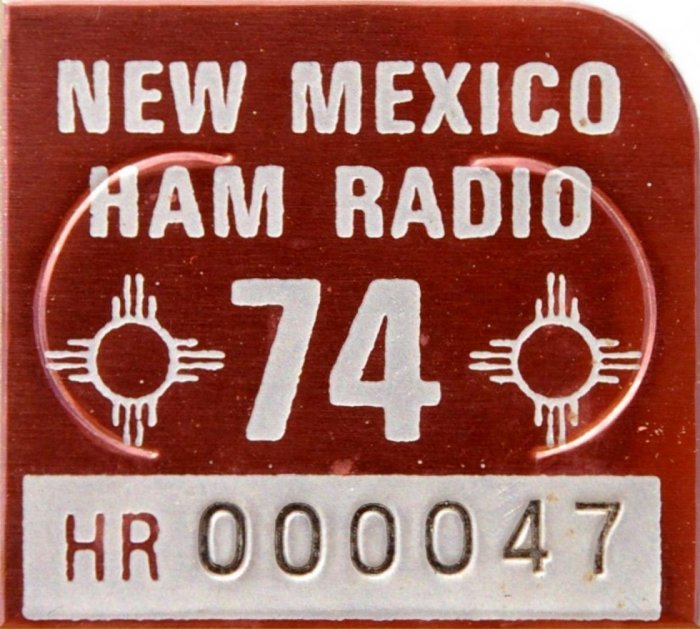 NEW MEXICO
HAM RADIO
74
HR 000047